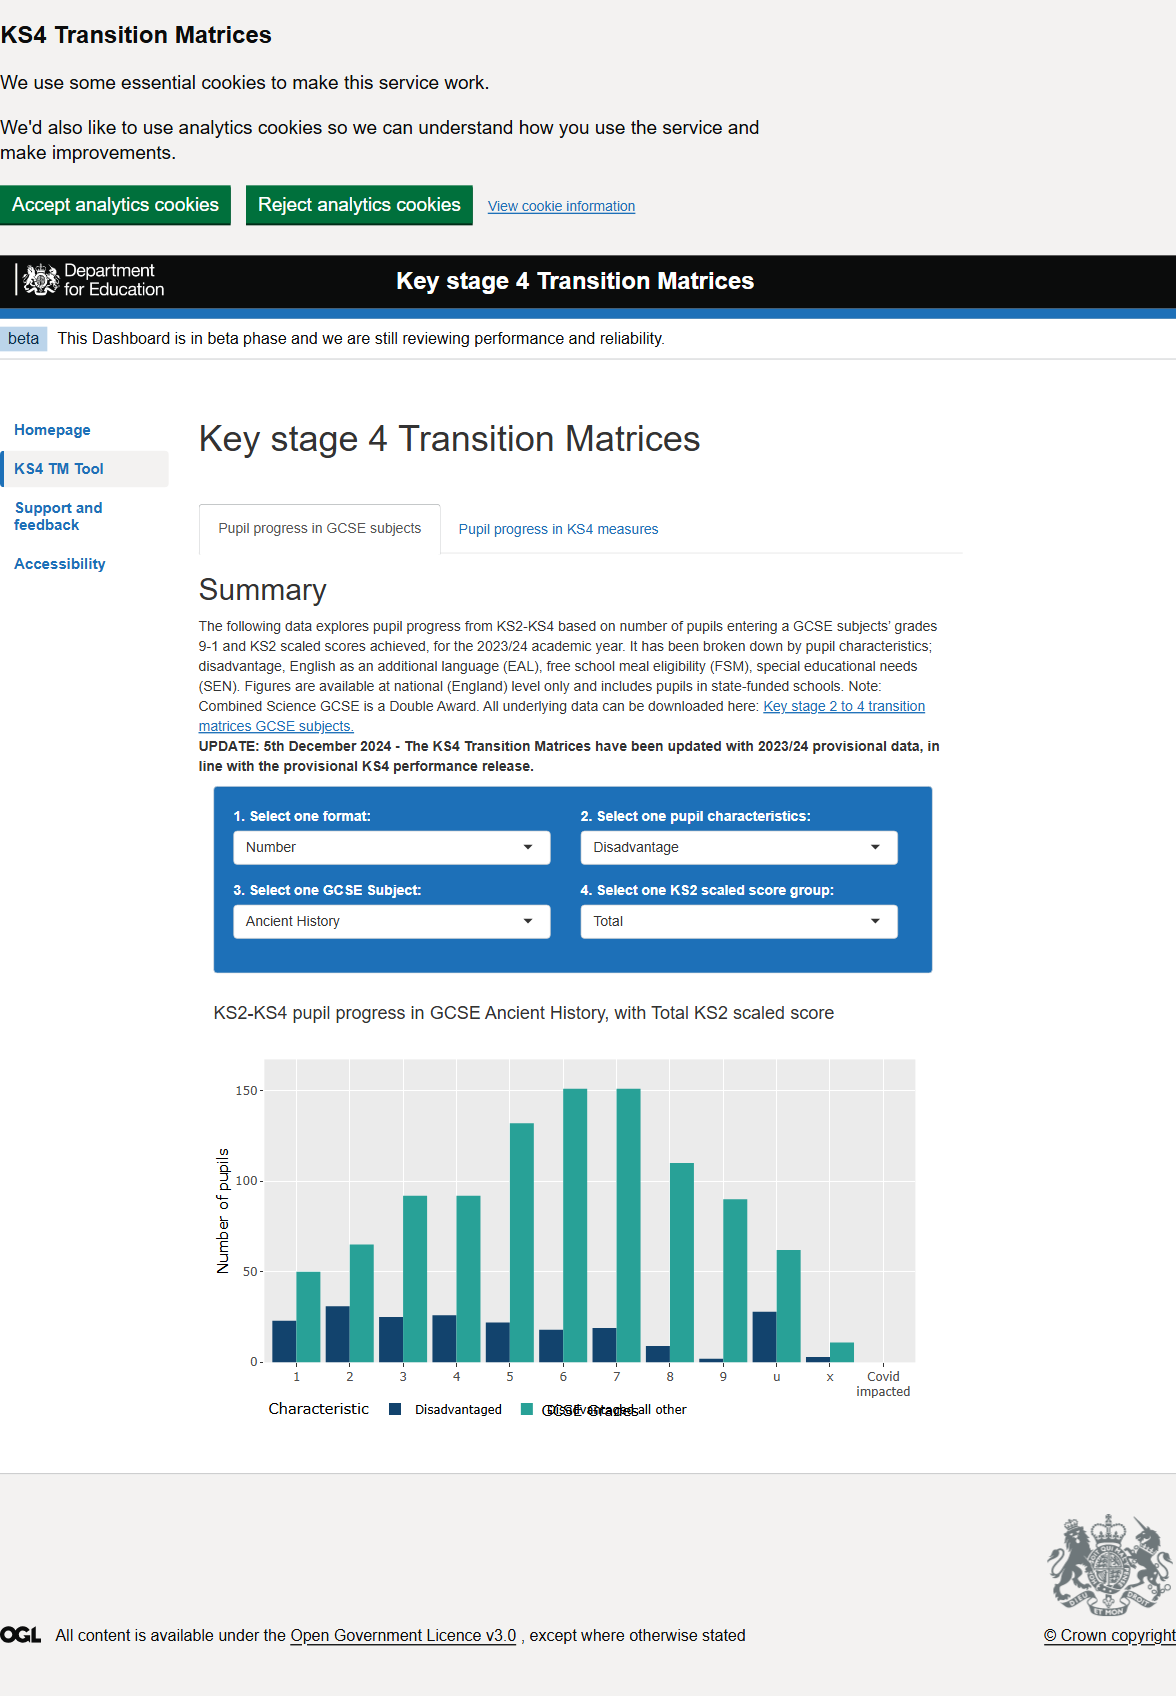 KS4 Transition Matrices
We use some essential cookies to make this service work.
We'd also like to use analytics cookies so we can understand how you use the service and
make improvements.
Accept analytics cookies Reject analytics cookies View cookie information
Department
for Education
Key stage 4 Transition Matrices
beta This Dashboard is in beta phase and we are still reviewing performance and reliability.
Homepage
KS4 TM Tool
Support and
feedback
Accessibility
Key stage 4 Transition Matrices
Pupil progress in GCSE subjects Pupil progress in KS4 measures
Summary
The following data explores pupil progress from KS2-KS4 based on number of pupils entering a GCSE subjects’ grades
9-1 and KS2 scaled scores achieved, for the 2023/24 academic year. It has been broken down by pupil characteristics;
disadvantage, English as an additional language (EAL), free school meal eligibility (FSM), special educational needs
(SEN). Figures are available at national (England) level only and includes pupils in state-funded schools. Note:
Combined Science GCSE is a Double Award. All underlying data can be downloaded here: Key stage 2 to 4 transition
matrices GCSE subjects.
UPDATE: 5th December 2024 - The KS4 Transition Matrices have been updated with 2023/24 provisional data, in
line with the provisional KS4 performance release.
1. Select one format: 2. Select one pupil characteristics:
Number Disadvantage
3. Select one GCSE Subject: 4. Select one KS2 scaled score group:
Ancient History Total
KS2-KS4 pupil progress in GCSE Ancient History, with Total KS2 scaled score
Number of pupils
150
100
50
0
1 2 3 4 5 6 7 8 9 u x Covid
impacted
GCSE Grades
Characteristic Disadvantaged Disadvantaged all other
OGL All content is available under the Open Government Licence v3.0 , except where otherwise stated
© Crown copyright